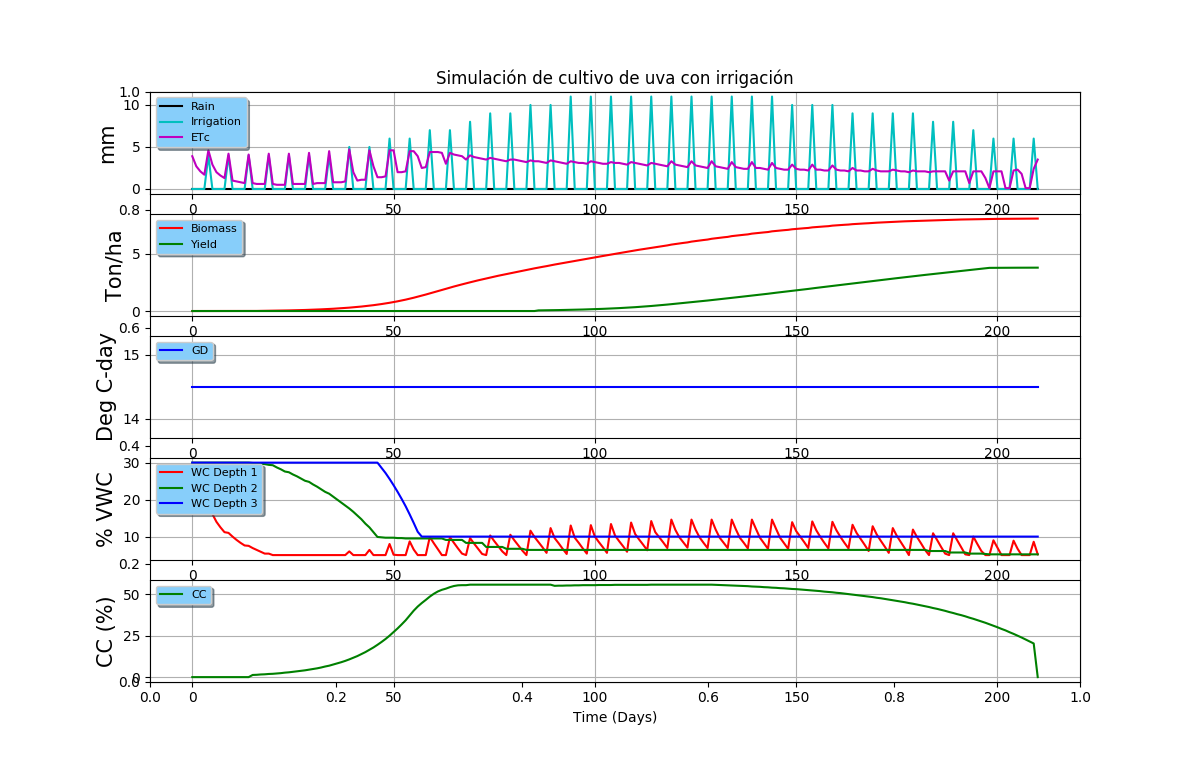 Simulación de cultivo de uva con irrigación
1.0
10
5
0
mm
Rain
Irrigation
ETc
0 50 100 150 200
0.8
5
0
Ton/ha
Biomass
Yield
0 50 100 150 200
0.6
15
14
Deg C-day
GD
0 50 100 150 200
0.4
30
20
10
% VWC
WC Depth 1
WC Depth 2
WC Depth 3
0 50 100 150 200
0.2
50
25
0
0.0
CC (%)
CC
0.0 0 0.2 50 0.4 100 0.6 150 0.8 200 1.0
Time (Days)